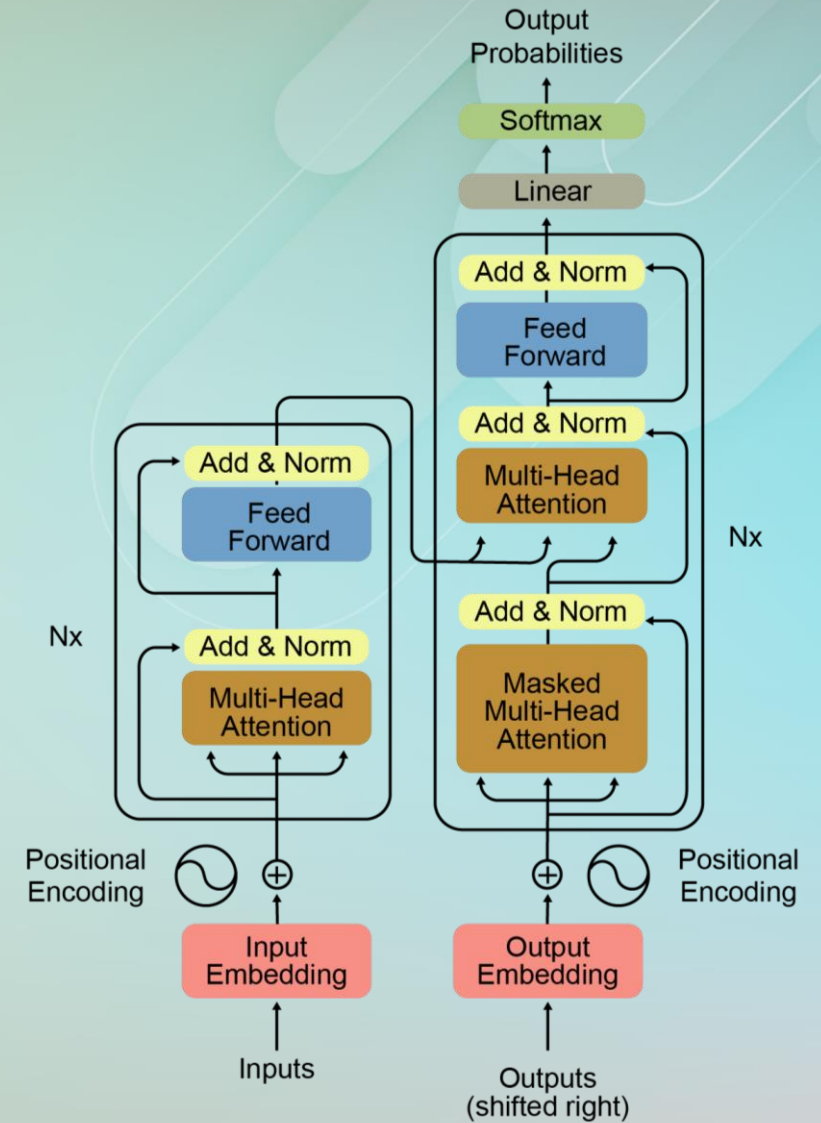 Output
Probabilities
Softmax
Linear
Add & Norm
Feed
Forward
Add & Norm
Multi-Head
Attention
Nx
Add & Norm
Masked
Multi-Head
Attention
Add & Norm
Feed
Forward
Nx
Add & Norm
Multi-Head
Attention
Positional
Encoding
Positional
Encoding
Input
Embedding
Output
Embedding
Inputs
Outputs
(shifted right)